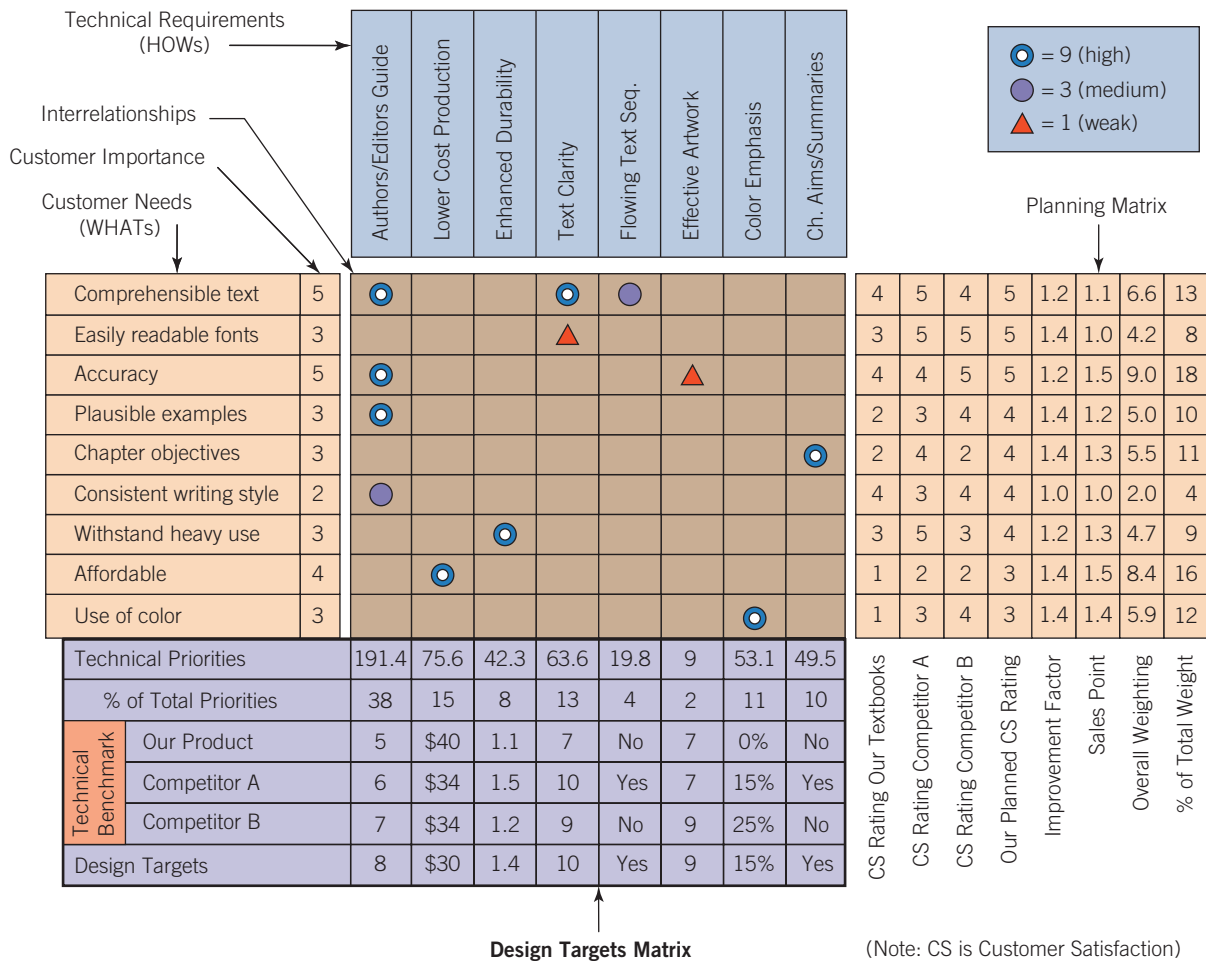 Technical Requirements
(HOWs)
Interrelationships
Customer Importance
Customer Needs
(WHATs)
Authors/Editors Guide
Lower Cost Production
Enhanced Durability
Text Clarity
Flowing Text Seq.
Effective Artwork
Color Emphasis
Ch. Aims/Summaries
= 9 (high)
= 3 (medium)
= 1 (weak)
Planning Matrix
Comprehensible text 5 4 5 4 5 1.2 1.1 6.6 13
Easily readable fonts 3 3 5 5 5 1.4 1.0 4.2 8
Accuracy 5 4 4 5 5 1.2 1.5 9.0 18
Plausible examples 3 2 3 4 4 1.4 1.2 5.0 10
Chapter objectives 3 2 4 2 4 1.4 1.3 5.5 11
Consistent writing style 2 4 3 4 4 1.0 1.0 2.0 4
Withstand heavy use 3 3 5 3 4 1.2 1.3 4.7 9
Affordable 4 1 2 2 3 1.4 1.5 8.4 16
Use of color 3 1 3 4 3 1.4 1.4 5.9 12
Technical Priorities 191.4 75.6 42.3 63.6 19.8 9 53.1 49.5
% of Total Priorities 38 15 8 13 4 2 11 10
Technical
Benchmark
Our Product 5 $40 1.1 7 No 7 0% No
Competitor A 6 $34 1.5 10 Yes 7 15% Yes
Competitor B 7 $34 1.2 9 No 9 25% No
Design Targets 8 $30 1.4 10 Yes 9 15% Yes
CS Rating Our Textbooks
CS Rating Competitor A
CS Rating Competitor B
Our Planned CS Rating
Improvement Factor
Sales Point
Overall Weighting
% of Total Weight
Design Targets Matrix
(Note: CS is Customer Satisfaction)